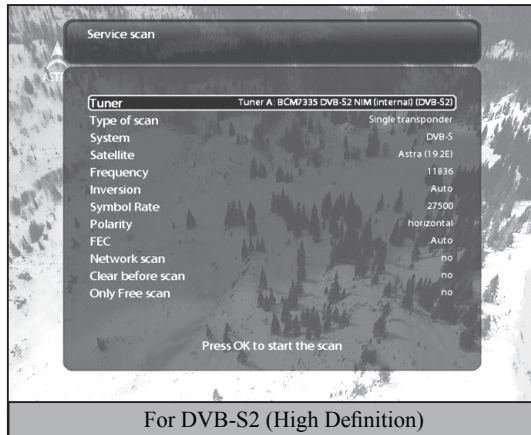 Service scan
ASTRA
Tuner Tuner A: BCM7335 DVB-S2 NIM (internal) (DVB-S2)
Type of scan Single transponder
System DVB-S
Satellite Astra (19.2E)
Frequency 11836
Inversion Auto
Symbol Rate 27500
Polarity horizontal
FEC Auto
Network scan no
Clear before scan no
Only Free scan no
Press OK to start the scan
For DVB-S2 (High Definition)